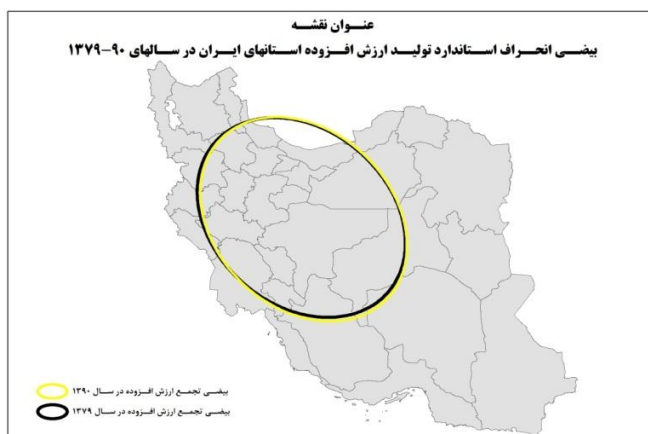 عنوان نقشه
بیضی انحراف استاندارد تولید ارزش افزوده استانهای ایران در سالهای ۹۰-۱۳۷۹
بیضی تجمع ارزش افزوده در سال ۱۳۹۰
بیضی تجمع ارزش افزوده در سال ۱۳۷۹